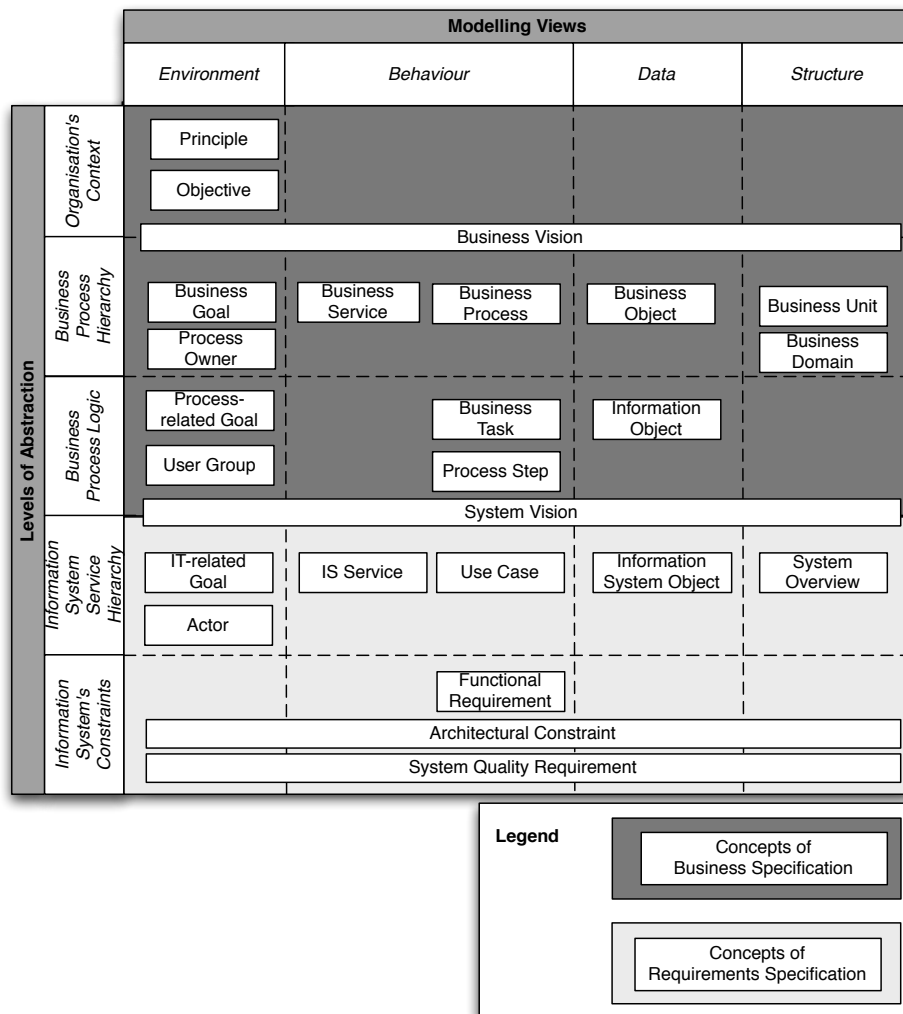 Modelling Views
Environment
Behaviour
Data
Structure
Levels of Abstraction
Organisation's
Context
Principle
Objective
Business Vision
Business
Process
Hierarchy
Business
Goal
Business
Service
Business
Process
Business
Object
Business Unit
Process
Owner
Business
Domain
Business
Process Logic
Process-
related Goal
Business
Task
Information
Object
User Group
Process Step
System Vision
Information
System
Service
Hierarchy
IT-related
Goal
IS Service
Use Case
Information
System Object
System
Overview
Actor
Information
System's
Constraints
Functional
Requirement
Architectural Constraint
System Quality Requirement
Legend
Concepts of
Business Specification
Concepts of
Requirements Specification